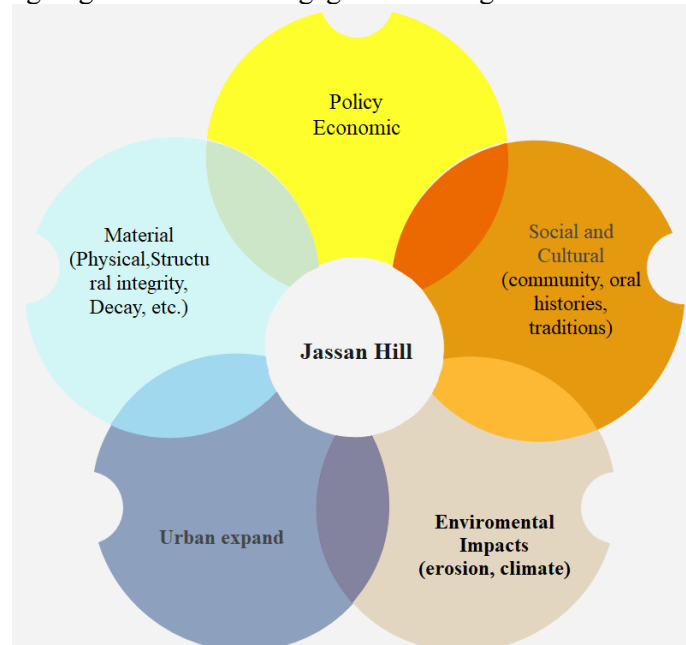 Policy
Economic
Material
(Physical,Structu
ral integrity,
Decay, etc.)
Social and
Cultural
(community, oral
histories,
traditions)
Jassan Hill
Urban expand
Enviromental
Impacts
(erosion, climate)